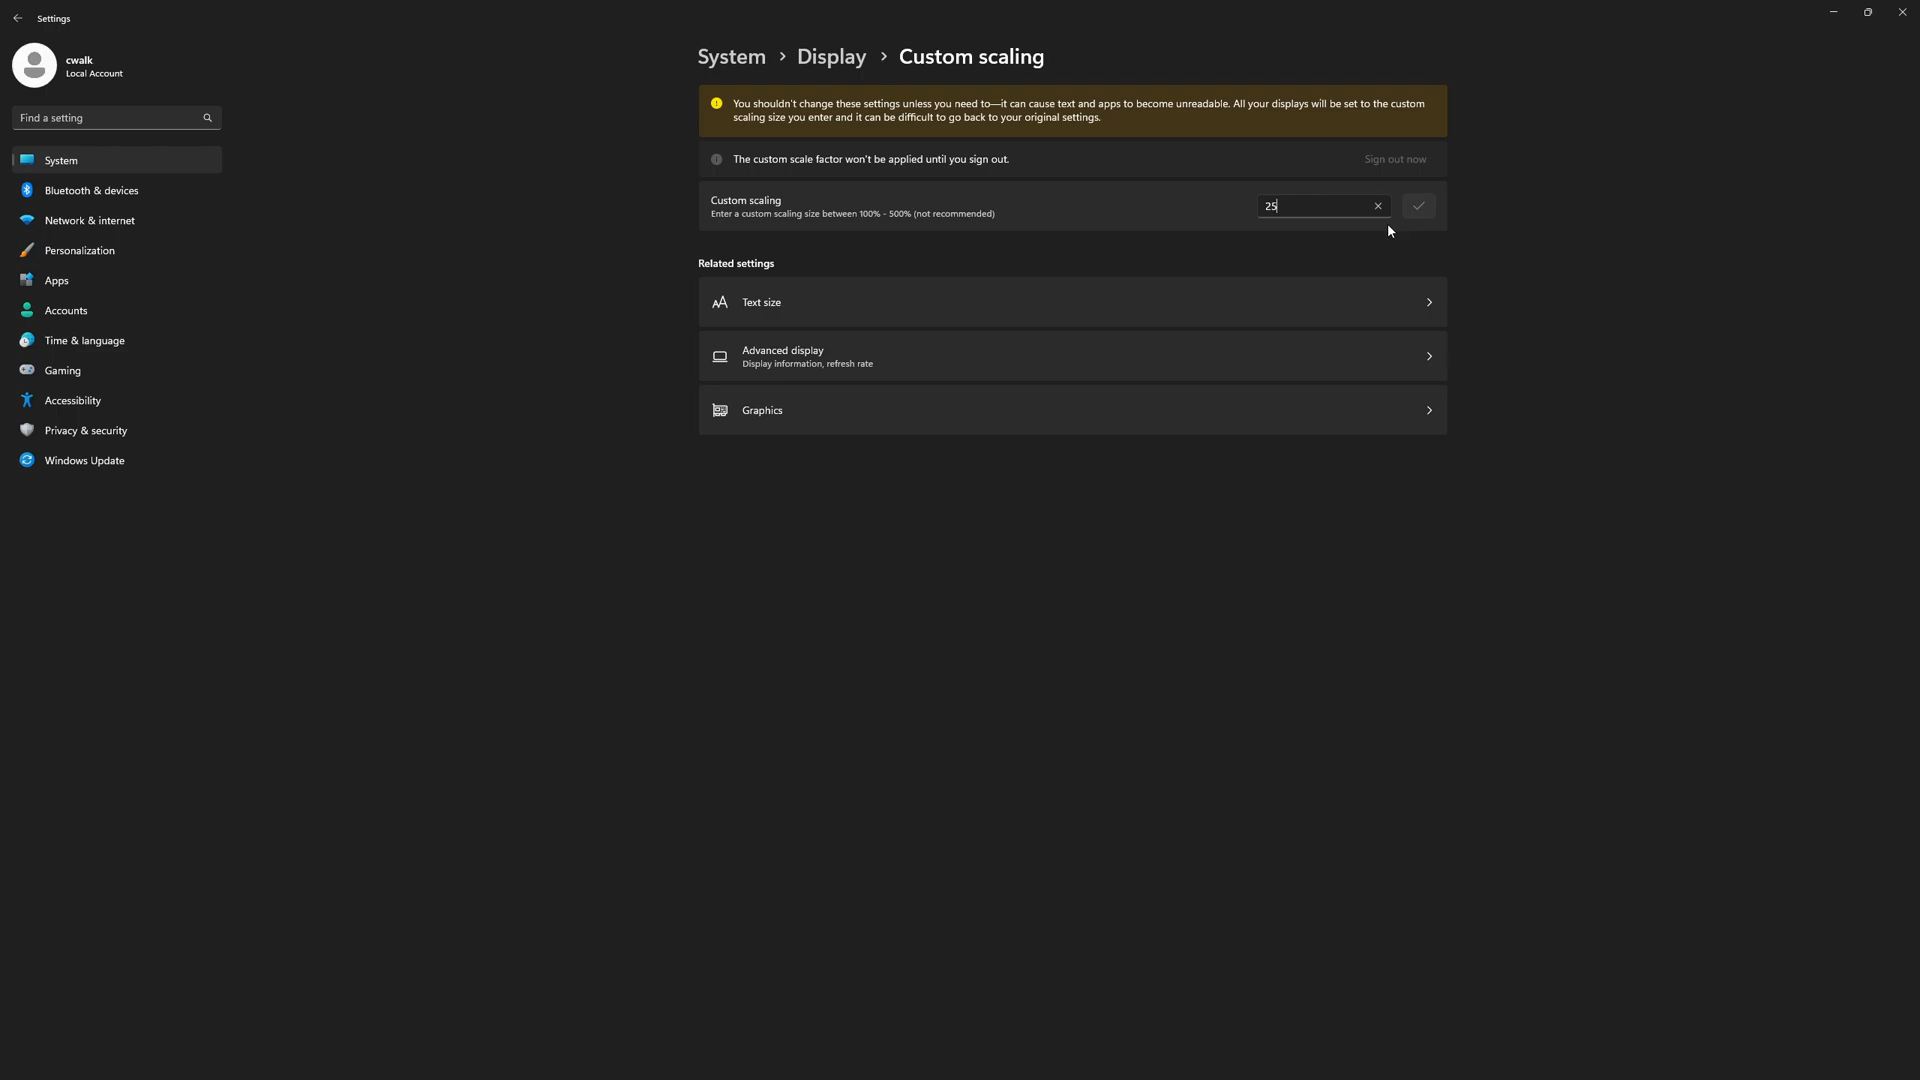 Settings
cwalk
Local Account
Find a setting
System
Bluetooth & devices
Network & internet
Personalization
Apps
Accounts
Time & language
Gaming
Accessibility
Privacy & security
Windows Update
System > Display > Custom scaling
You shouldn't change these settings unless you need to—it can cause text and apps to become unreadable. All your displays will be set to the custom
scaling size you enter and it can be difficult to go back to your original settings.
The custom scale factor won't be applied until you sign out. Sign out now
Custom scaling
Enter a custom scaling size between 100% - 500% (not recommended)
25
Related settings
Text size
Advanced display
Display information, refresh rate
Graphics